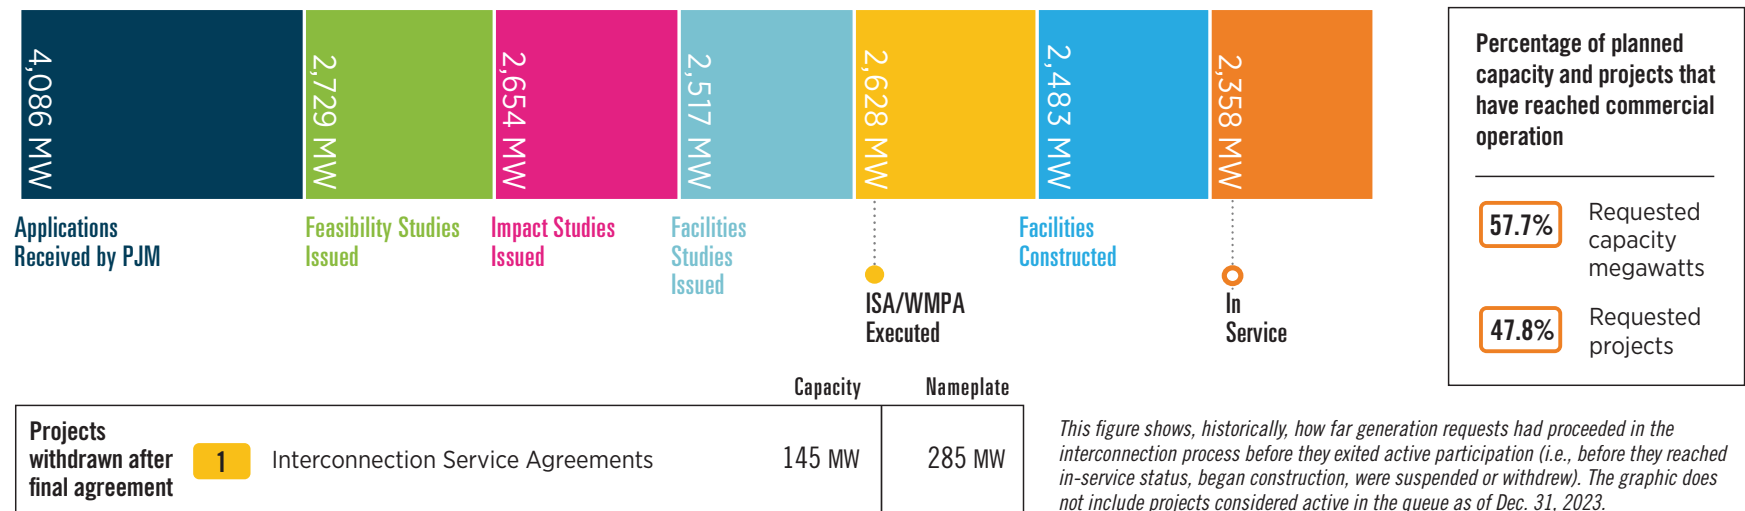 4,086 MW
2,729 MW
2,654 MW
2,517 MW
2,628 MW
2,483 MW
2,358 MW
Applications
Received by PJM
Feasibility Studies
Issued
Impact Studies
Issued
Facilities
Studies
Issued
ISA/WMPA
Executed
Facilities
Constructed
In
Service
Percentage of planned
capacity and projects that
have reached commercial
operation
57.7%
Requested
capacity
megawatts
47.8%
Requested
projects
Capacity
Nameplate
Projects
withdrawn after
final agreement
1
Interconnection Service Agreements
145 MW
285 MW
This figure shows, historically, how far generation requests had proceeded in the
interconnection process before they exited active participation (i.e., before they reached
in-service status, began construction, were suspended or withdrew). The graphic does
not include projects considered active in the queue as of Dec. 31, 2023.